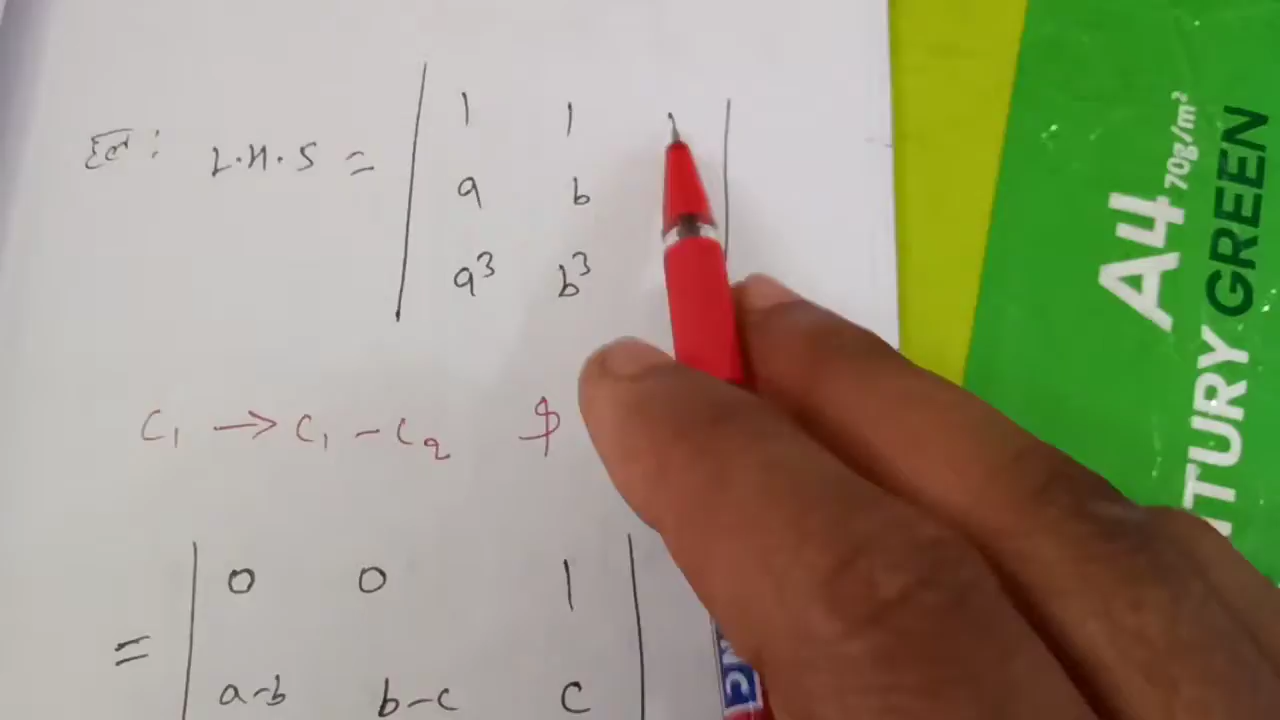 हल : L.H.S = | 1 1 |
a b
a³ b³
C₁ → C₁ - C₂ $
= | 0 0 1 |
a-b b-c c
A4 70g/m²
TURY GREEN